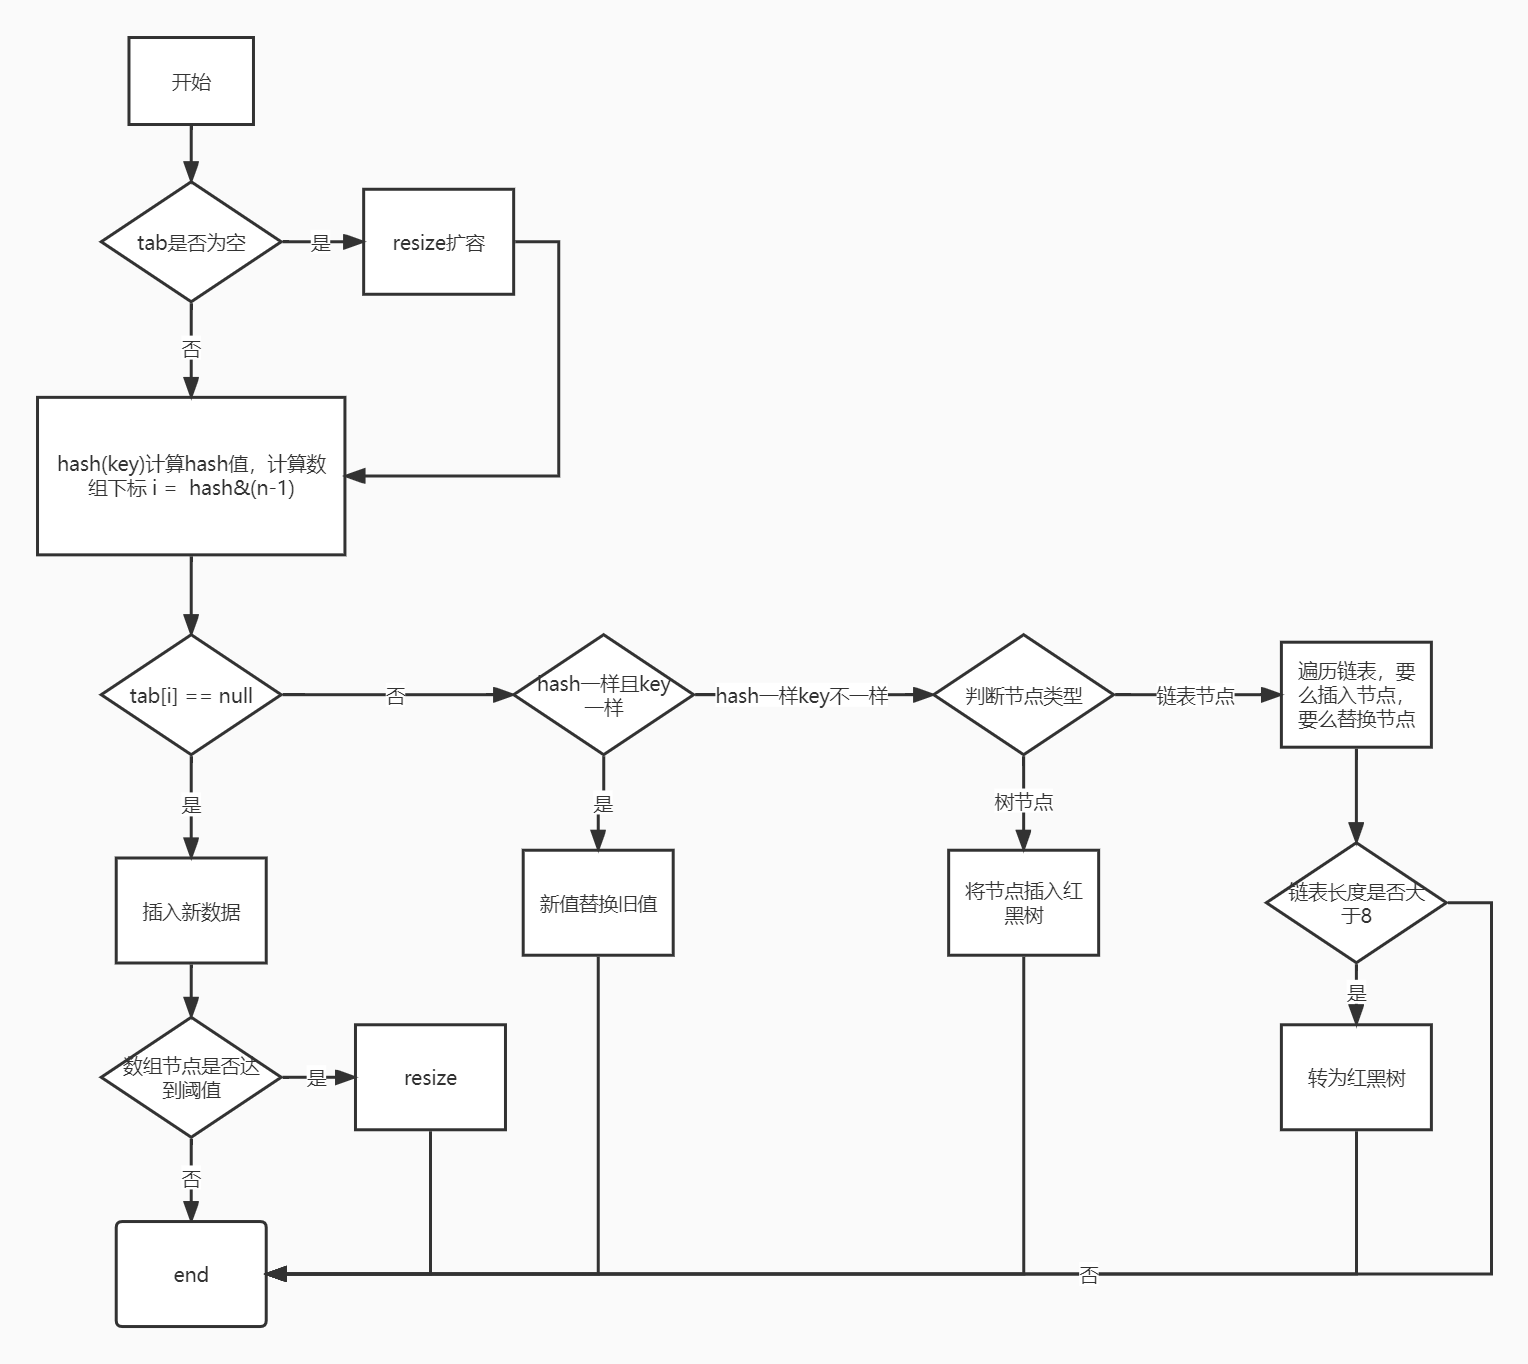 开始
tab是否为空
是
resize扩容
否
hash(key)计算hash值，计算数
组下标 i =  hash&(n-1)
tab[i] == null
否
hash一样且key
一样
hash一样key不一样
判断节点类型
链表节点
遍历链表，要
么插入节点，
要么替换节点
是
是
树节点
插入新数据
新值替换旧值
将节点插入红
黑树
链表长度是否大
于8
是
数组节点是否达
到阈值
是
resize
转为红黑树
否
end
否